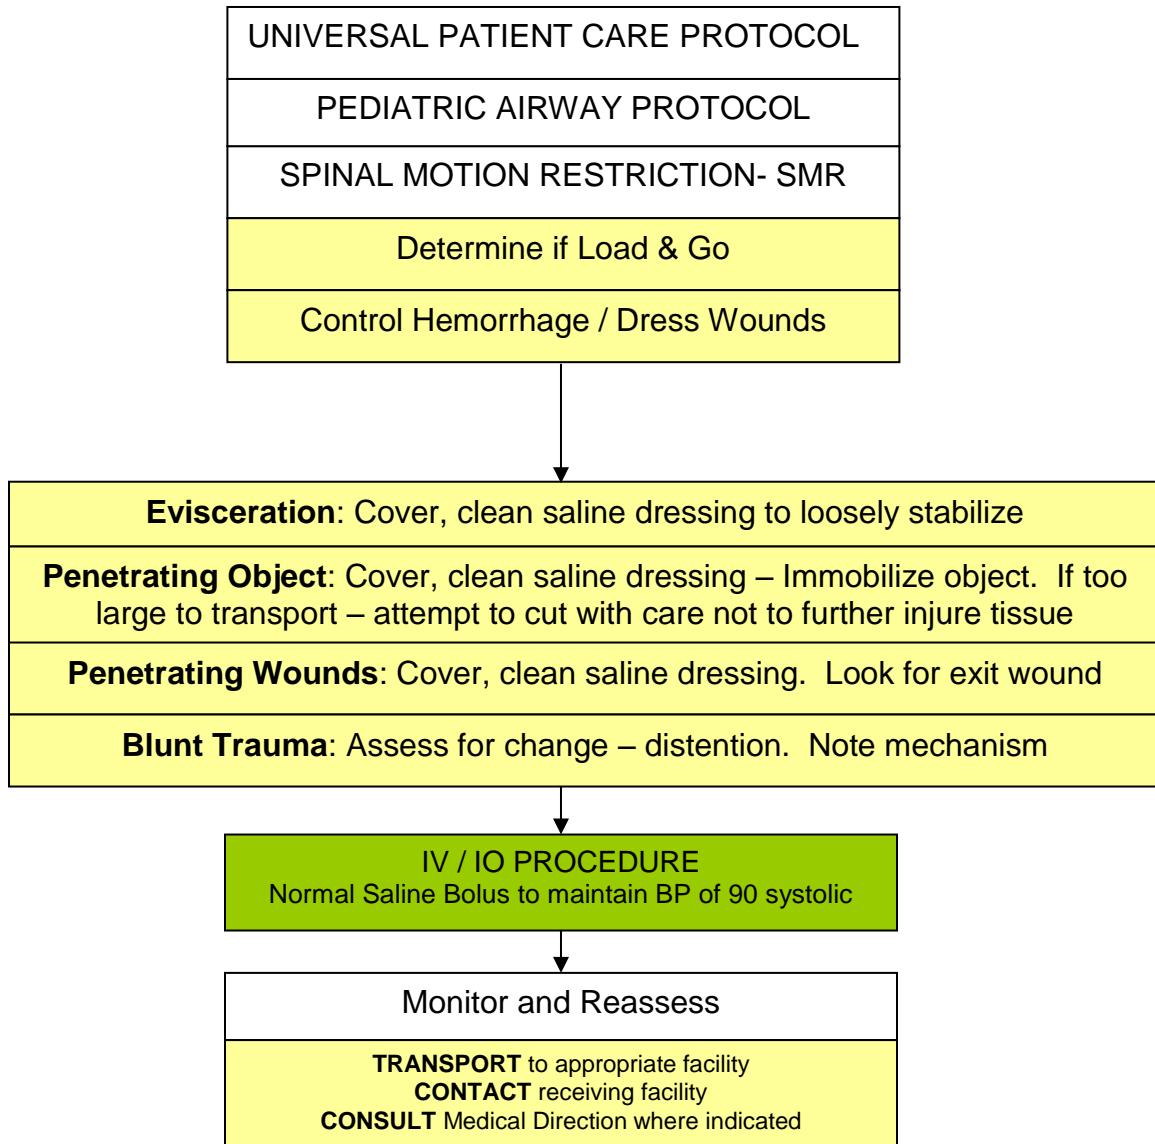 UNIVERSAL PATIENT CARE PROTOCOL
PEDIATRIC AIRWAY PROTOCOL
SPINAL MOTION RESTRICTION- SMR
Determine if Load & Go
Control Hemorrhage / Dress Wounds
Evisceration: Cover, clean saline dressing to loosely stabilize
Penetrating Object: Cover, clean saline dressing – Immobilize object.  If too
large to transport – attempt to cut with care not to further injure tissue
Penetrating Wounds: Cover, clean saline dressing.  Look for exit wound
Blunt Trauma: Assess for change – distention.  Note mechanism
IV / IO PROCEDURE
Normal Saline Bolus to maintain BP of 90 systolic
Monitor and Reassess
TRANSPORT to appropriate facility
CONTACT receiving facility
CONSULT Medical Direction where indicated